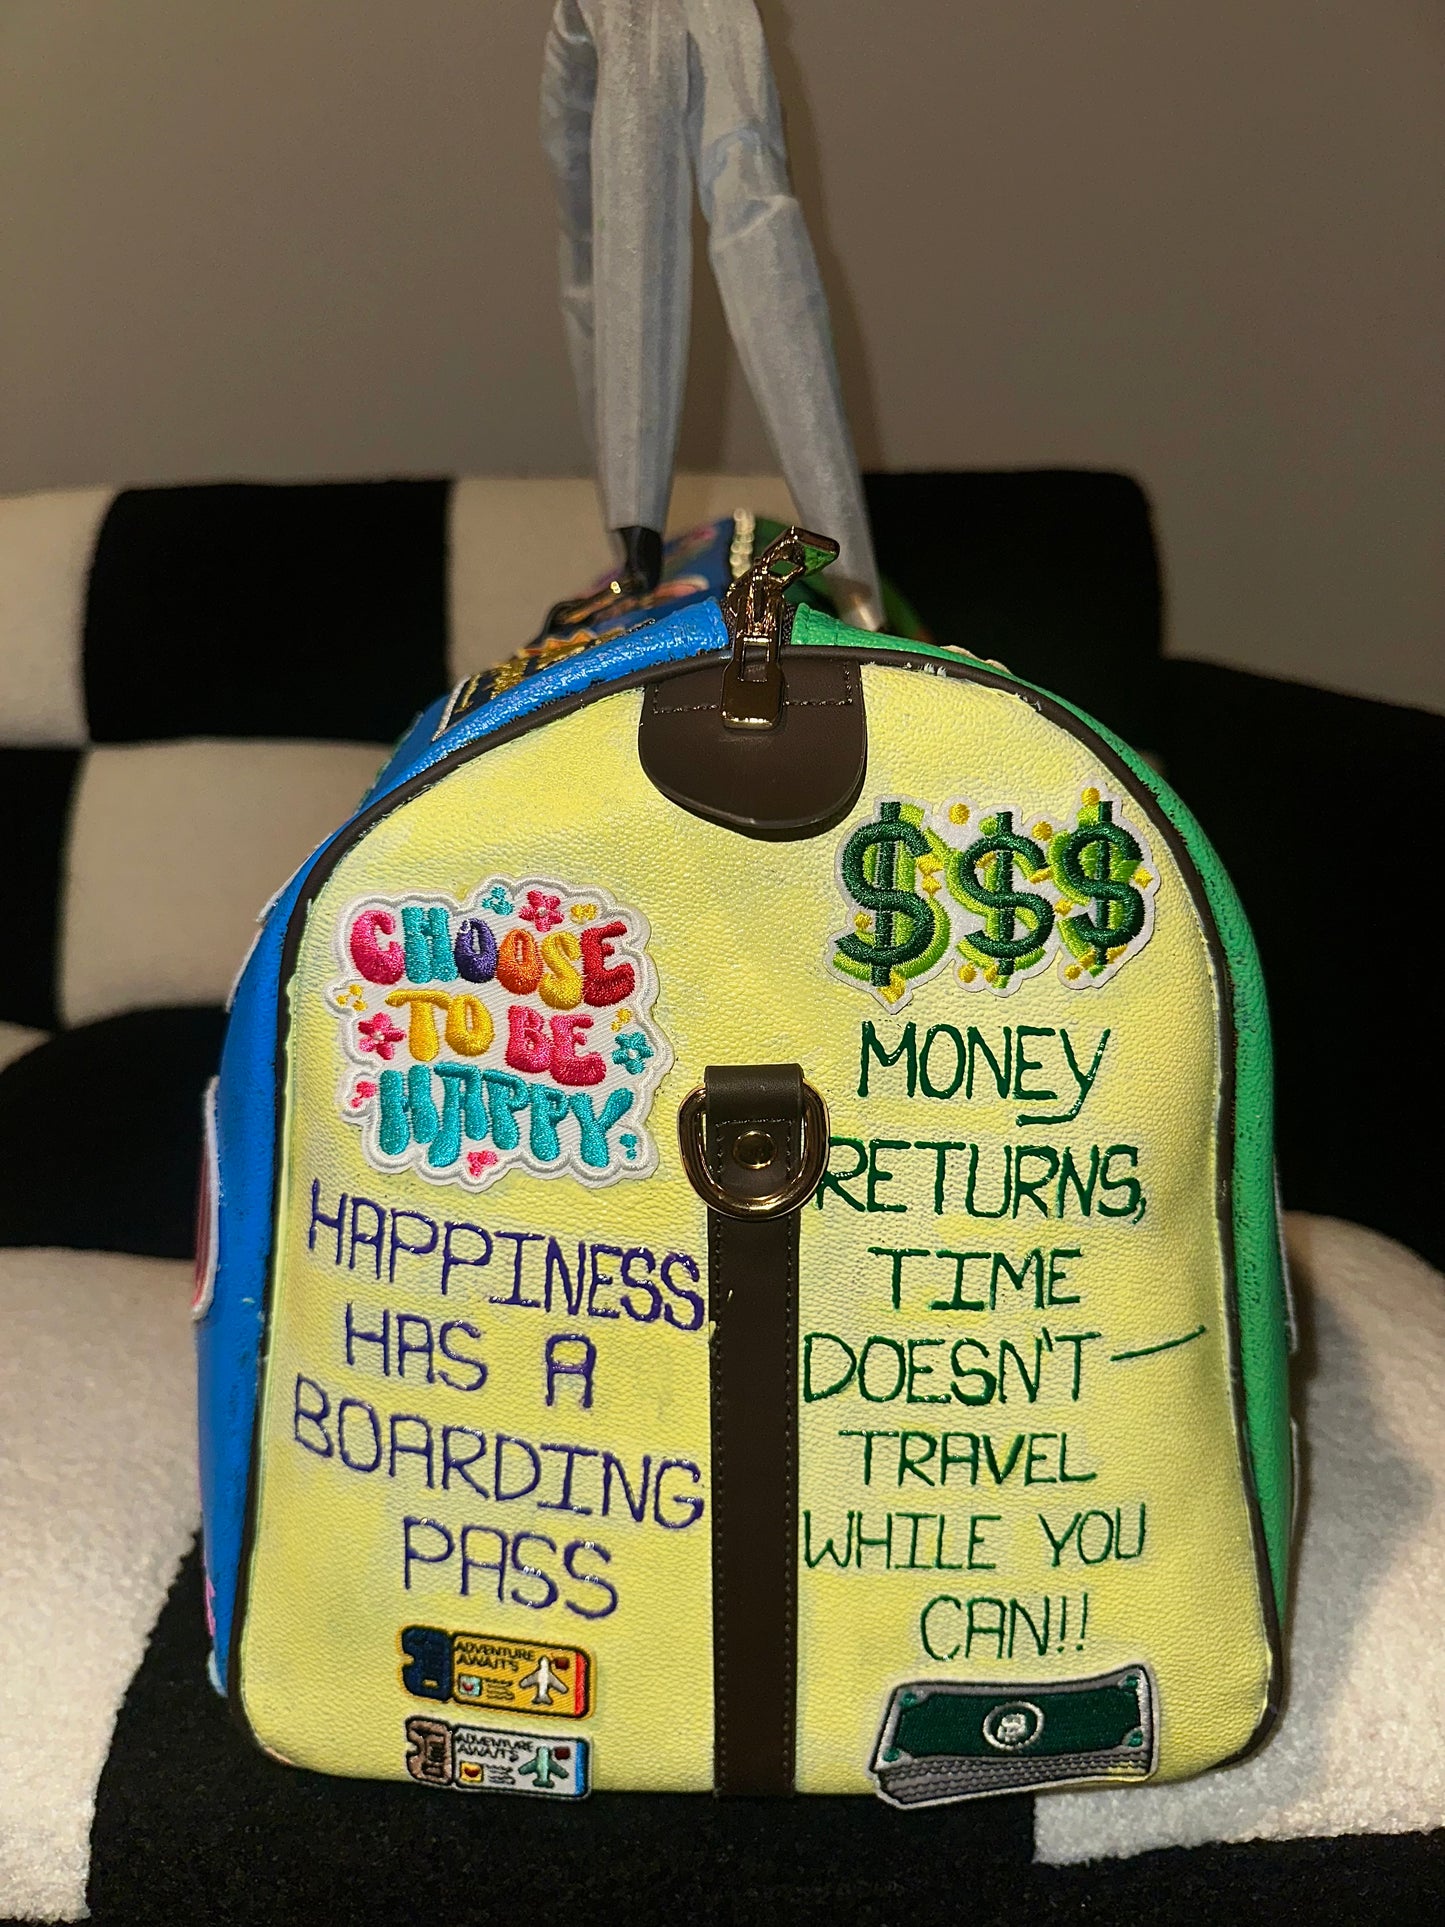 CHOOSE
TO BE
HAPPY
HAPPINESS
HAS A
BOARDING
PASS
ADVENTURE
AWAITS
ADVENTURE
AWAITS
$$$
MONEY
RETURNS,
TIME
DOESN'T —
TRAVEL
WHILE YOU
CAN!!